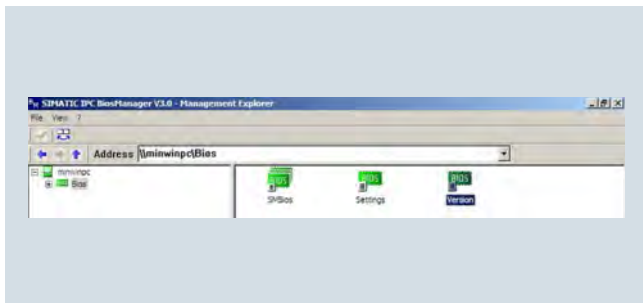 SIMATIC IPC BiosManager V3.0 - Management Explorer
File View ?
Address \\minwinpc\Bios
minwinpc
Bios
BIOS BIOS BIOS
SMBios Settings Version